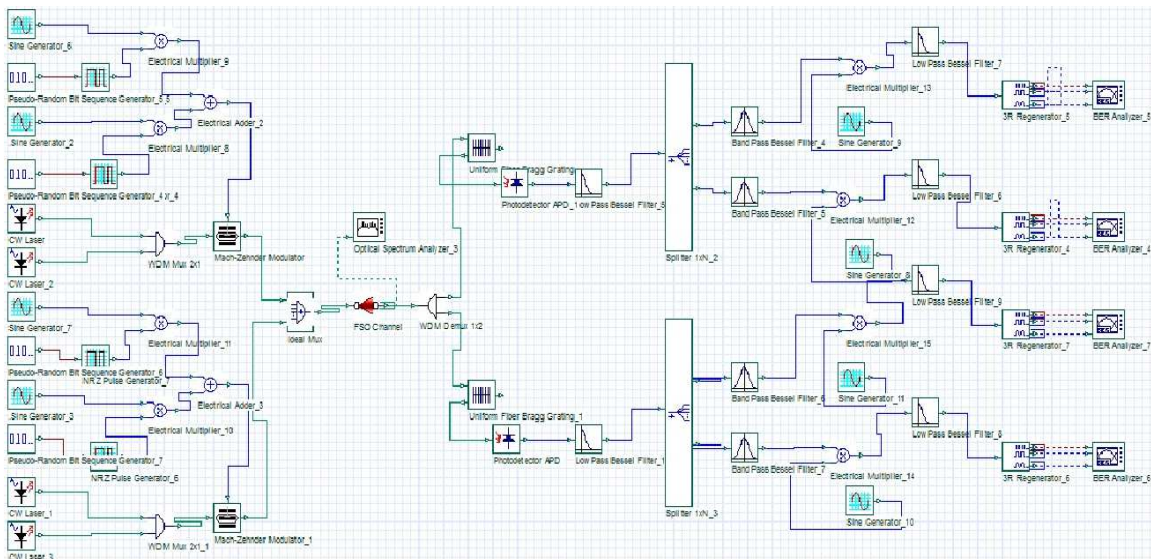 Sine Generator_6
Electrical Multiplier_9
Low Pass Bessel Filter_7
010...
Pseudo-Random Bit Sequence Generator_5
Electrical Multiplier_13
Electrical Adder_2
3R Regenerator_5
BER Analyzer_5
Sine Generator_2
Electrical Multiplier_8
Band Pass Bessel Filter_4
Sine Generator_9
010...
Uniform Fiber Bragg Grating
Pseudo-Random Bit Sequence Generator_4
Photodetector APD_1
Low Pass Bessel Filter_5
Low Pass Bessel Filter_6
CW Laser
Band Pass Bessel Filter_5
Electrical Multiplier_12
3R Regenerator_4
BER Analyzer_4
Optical Spectrum Analyzer_3
WDM Mux 2x1
Mach-Zehnder Modulator
Splitter 1xN_2
CW Laser_2
Sine Generator_8
Low Pass Bessel Filter_9
Sine Generator_7
Ideal Mux
FSO Channel
WDM Demux 1x2
Electrical Multiplier_11
Electrical Multiplier_15
3R Regenerator_7
BER Analyzer_7
010...
Pseudo-Random Bit Sequence Generator_6
NRZ Pulse Generator_7
Electrical Adder_3
Band Pass Bessel Filter_6
Sine Generator_11
Sine Generator_3
Uniform Fiber Bragg Grating_1
Electrical Multiplier_10
Low Pass Bessel Filter_8
010...
Pseudo-Random Bit Sequence Generator_7
Photodetector APD
Low Pass Bessel Filter_1
Band Pass Bessel Filter_7
Electrical Multiplier_14
3R Regenerator_6
BER Analyzer_6
NRZ Pulse Generator_6
CW Laser_1
Splitter 1xN_3
Sine Generator_10
WDM Mux 2x1_1
Mach-Zehnder Modulator_1
CW Laser_3